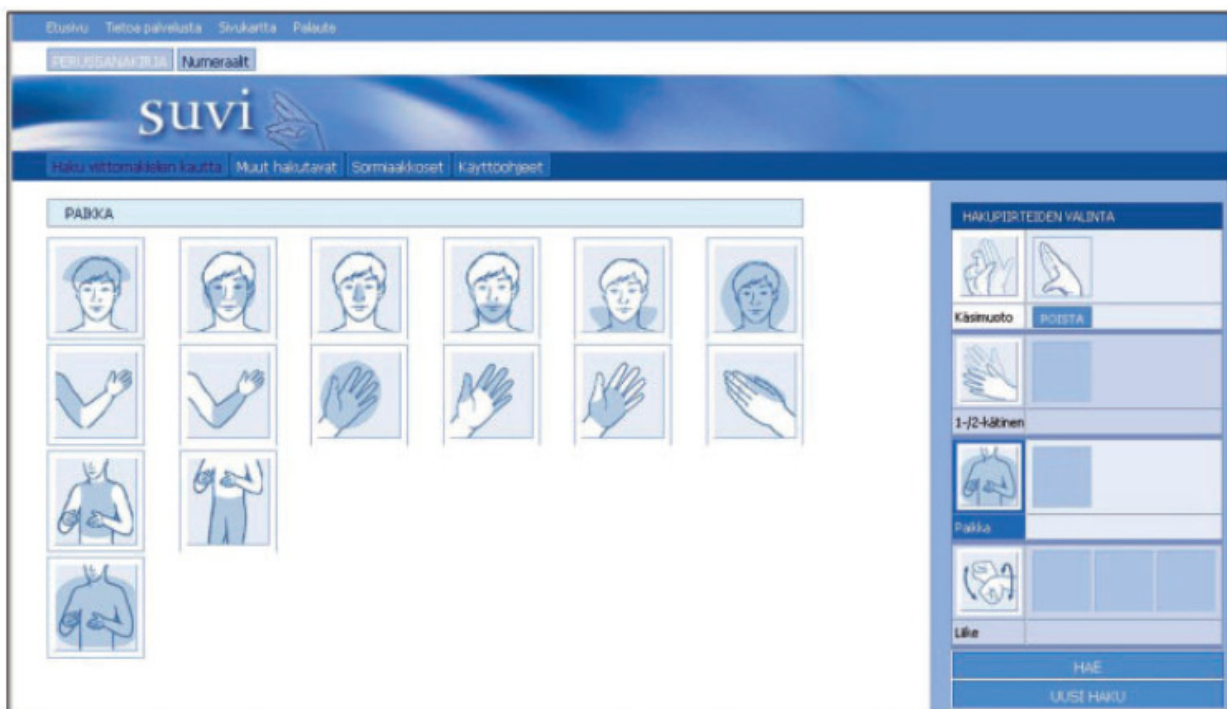 Etusivu Tietoa palvelusta Sivukartta Palaute
PERUSSANAKIRJA Numeraalit
suvi
Haku viittomakielen kautta Muut hakutavat Sormiaakkoset Käyttöohjeet
PAIKKA
HAKUPIIRTEIDEN VALINTA
Käsimuoto POISTA
1-/2-kätinen
Paikka
Liike
HAE
UUSI HAKU